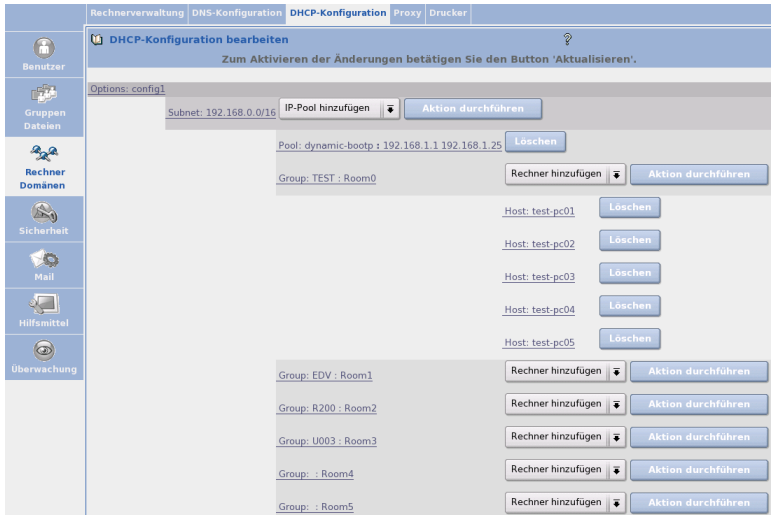 Rechnerverwaltung DNS-Konfiguration DHCP-Konfiguration Proxy Drucker
Benutzer
Gruppen
Dateien
Rechner
Domänen
Sicherheit
Mail
Hilfsmittel
Überwachung
DHCP-Konfiguration bearbeiten
Zum Aktivieren der Änderungen betätigen Sie den Button 'Aktualisieren'.
Options: config1
Subnet: 192.168.0.0/16 IP-Pool hinzufügen Aktion durchführen
Pool: dynamic-bootp : 192.168.1.1 192.168.1.25 Löschen
Group: TEST : Room0 Rechner hinzufügen Aktion durchführen
Host: test-pc01 Löschen
Host: test-pc02 Löschen
Host: test-pc03 Löschen
Host: test-pc04 Löschen
Host: test-pc05 Löschen
Group: EDV : Room1 Rechner hinzufügen Aktion durchführen
Group: R200 : Room2 Rechner hinzufügen Aktion durchführen
Group: U003 : Room3 Rechner hinzufügen Aktion durchführen
Group: : Room4 Rechner hinzufügen Aktion durchführen
Group: : Room5 Rechner hinzufügen Aktion durchführen